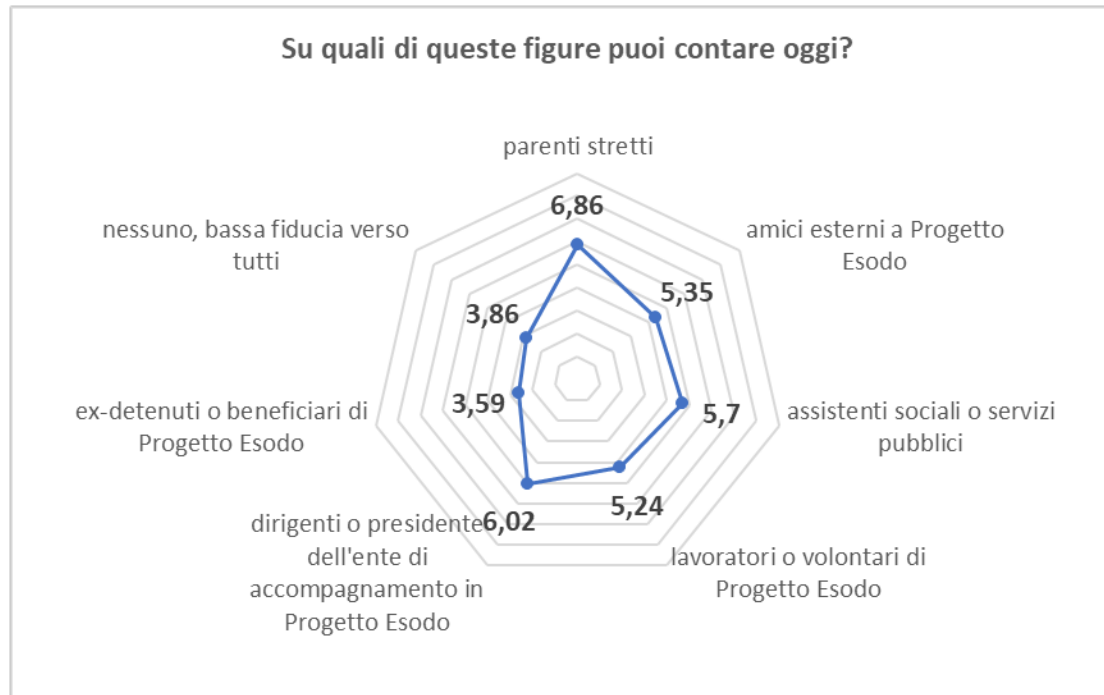 Su quali di queste figure puoi contare oggi?
parenti stretti
6,86
nessuno, bassa fiducia verso
tutti
amici esterni a Progetto
Esodo
5,35
3,86
ex-detenuti o beneficiari di
Progetto Esodo
3,59
5,7
assistenti sociali o servizi
pubblici
5,24
6,02
dirigenti o presidente
dell'ente di
accompagnamento in
Progetto Esodo
lavoratori o volontari di
Progetto Esodo